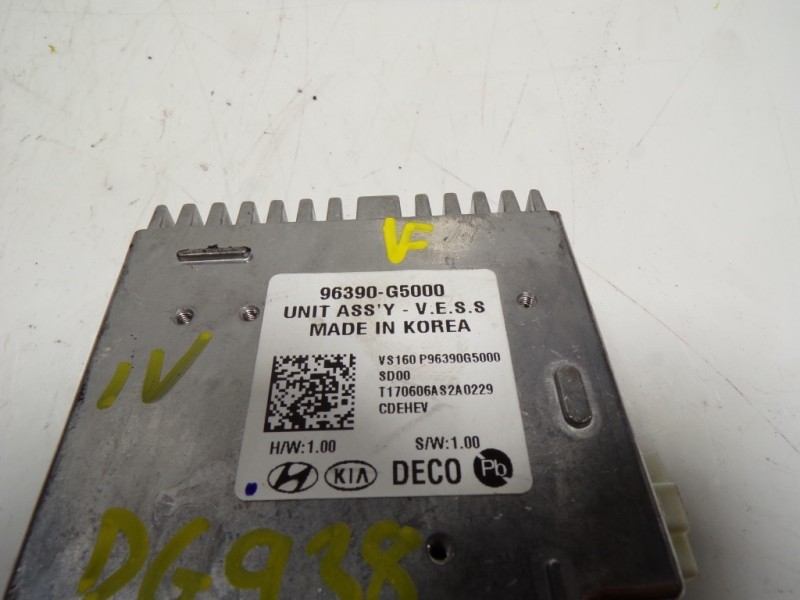 VF
96390-G5000
UNIT ASS'Y - V.E.S.S
MADE IN KOREA
VS160 P96390G5000
SD00
T170606AS2A0229
CDEHEV
H/W:1.00 S/W:1.00
KIA DECO Pb
IV
DG938